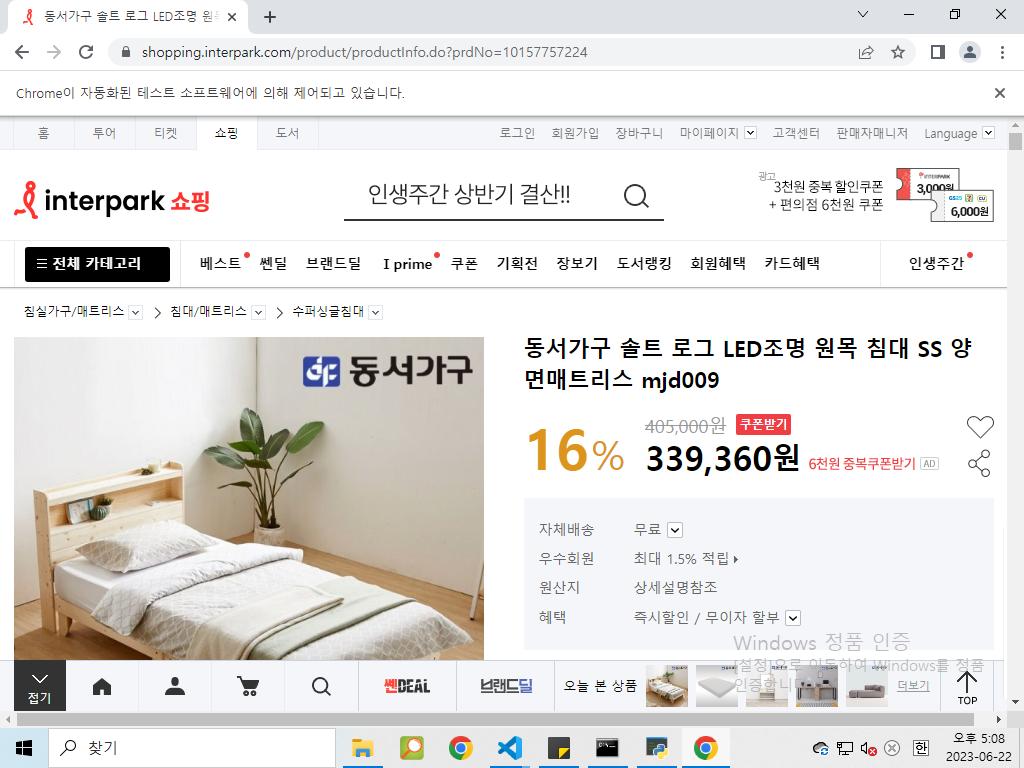 동서가구 솔트 로그 LED조명 원목
shopping.interpark.com/product/productInfo.do?prdNo=10157757224
Chrome이 자동화된 테스트 소프트웨어에 의해 제어되고 있습니다.
홈 투어 티켓 쇼핑 도서 로그인 회원가입 장바구니 마이페이지 고객센터 판매자매니저 Language
interpark 쇼핑
인생주간 상반기 결산!!
광고
3천원 중복 할인쿠폰
+ 편의점 6천원 쿠폰
INTERPARK
3,000원
GS25 CU
6,000원
전체 카테고리 베스트 쎈딜 브랜드딜 I prime 쿠폰 기획전 장보기 도서랭킹 회원혜택 카드혜택 인생주간
침실가구/매트리스 침대/매트리스 수퍼싱글침대
동서가구
동서가구 솔트 로그 LED조명 원목 침대 SS 양
면매트리스 mjd009
16%
405,000원 쿠폰받기
339,360원 6천원 중복쿠폰받기 AD
자체배송 무료
우수회원 최대 1.5% 적립
원산지 상세설명참조
혜택 즉시할인 / 무이자 할부
Windows 정품 인증
[설정]으로 이동하여 Windows를 정품
인증합니다.
접기
쎈DEAL 브랜드딜 오늘 본 상품 더보기
TOP
찾기
한
오후 5:08
2023-06-22